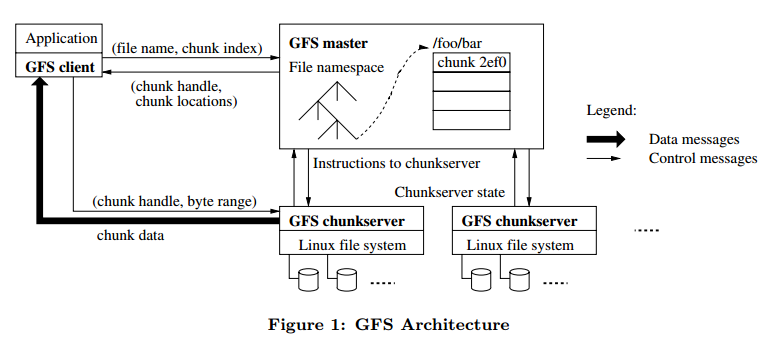 Application
GFS client
(file name, chunk index)
(chunk handle,
chunk locations)
GFS master
File namespace
/foo/bar
chunk 2ef0
Legend:
Data messages
Control messages
Instructions to chunkserver
Chunkserver state
(chunk handle, byte range)
chunk data
GFS chunkserver
Linux file system
GFS chunkserver
Linux file system
Figure 1: GFS Architecture